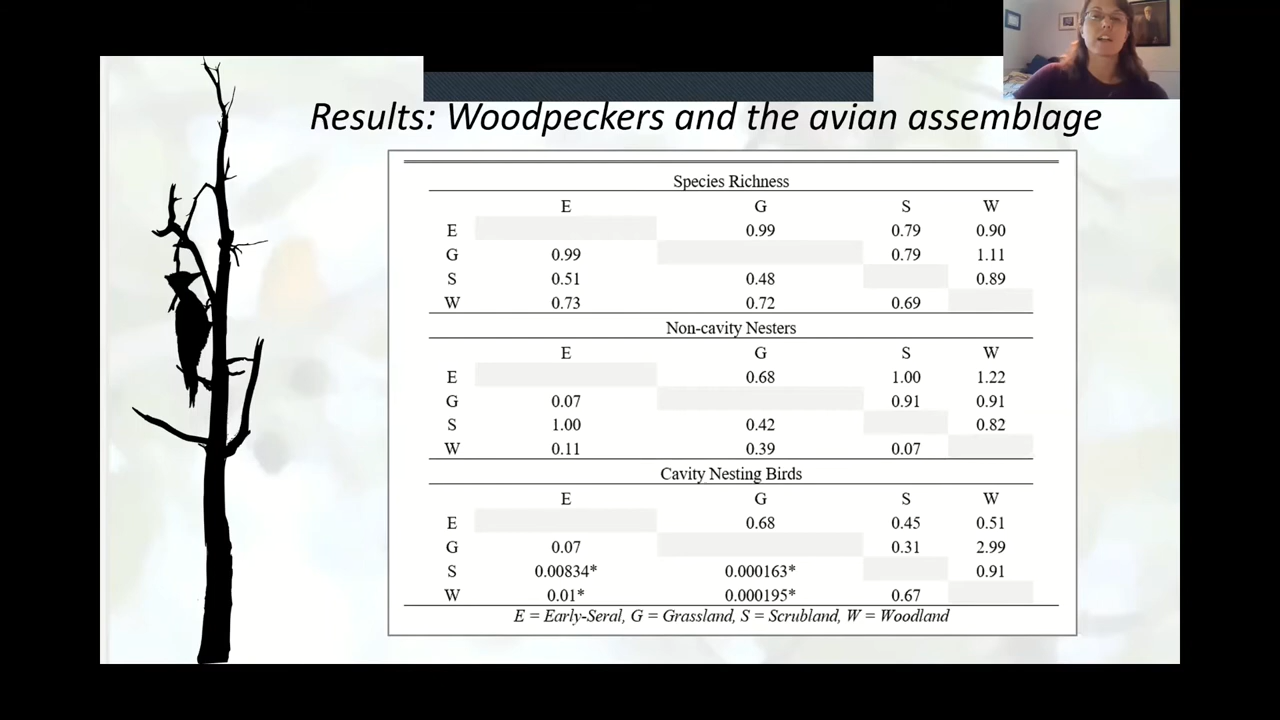 Results: Woodpeckers and the avian assemblage
Species Richness
E G S W
E 0.99 0.79 0.90
G 0.99 0.79 1.11
S 0.51 0.48 0.89
W 0.73 0.72 0.69
Non-cavity Nesters
E G S W
E 0.68 1.00 1.22
G 0.07 0.91 0.91
S 1.00 0.42 0.82
W 0.11 0.39 0.07
Cavity Nesting Birds
E G S W
E 0.68 0.45 0.51
G 0.07 0.31 2.99
S 0.00834* 0.000163* 0.91
W 0.01* 0.000195* 0.67
E = Early-Seral, G = Grassland, S = Scrubland, W = Woodland